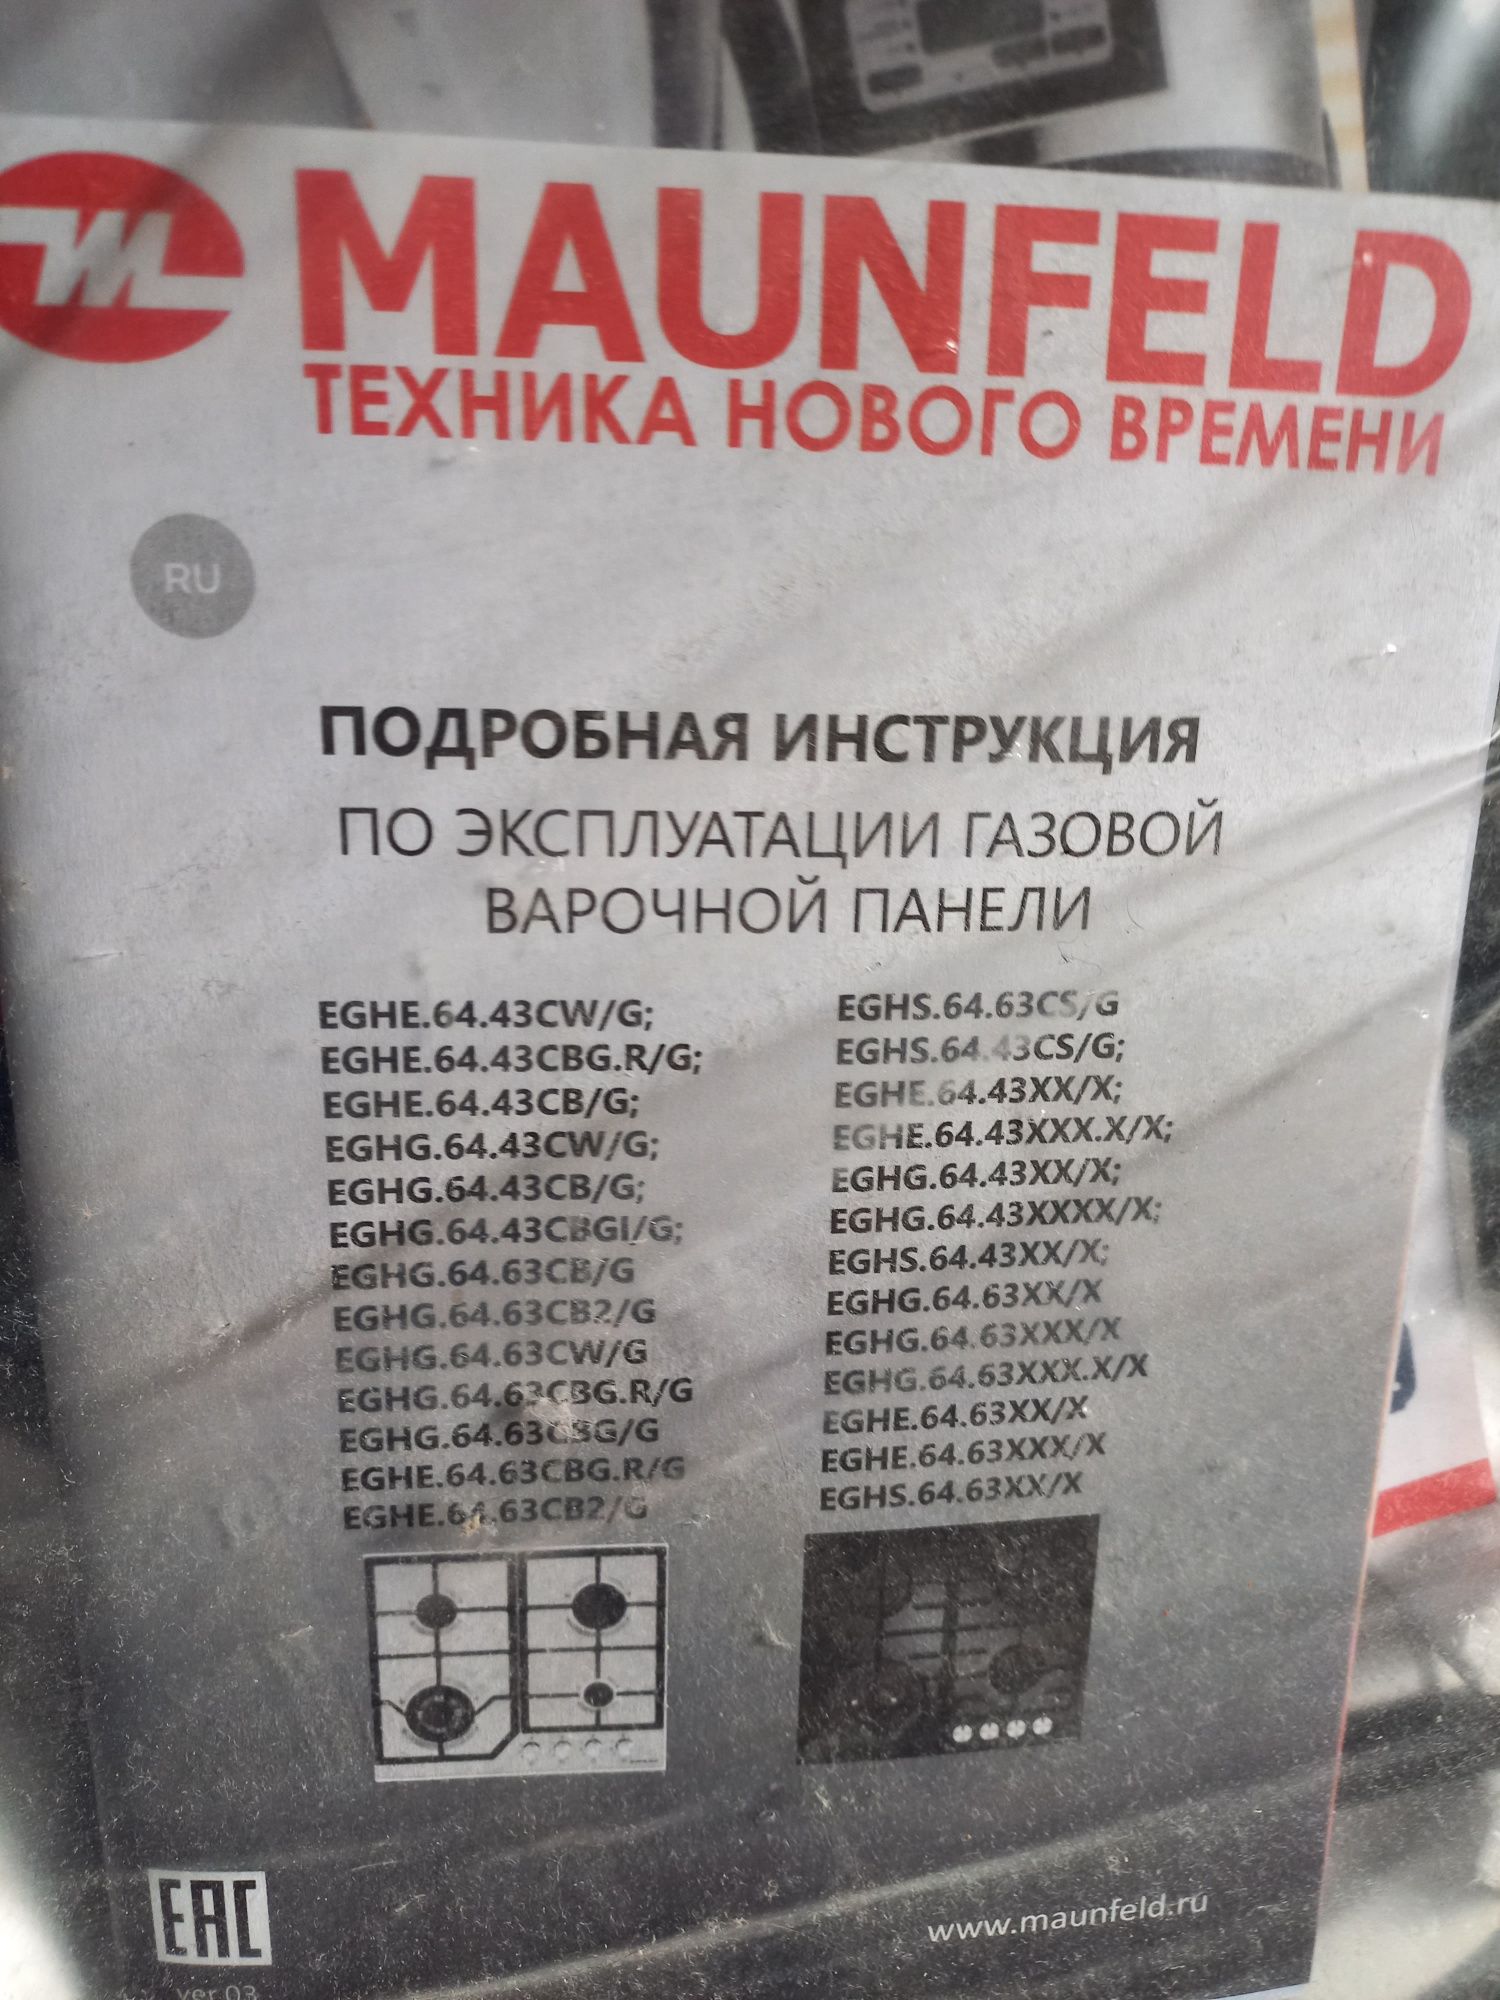 MAUNFELD
ТЕХНИКА НОВОГО ВРЕМЕНИ
RU
ПОДРОБНАЯ ИНСТРУКЦИЯ
ПО ЭКСПЛУАТАЦИИ ГАЗОВОЙ
ВАРОЧНОЙ ПАНЕЛИ
EGHE.64.43CW/G;
EGHE.64.43CBG.R/G;
EGHE.64.43CB/G;
EGHG.64.43CW/G;
EGHG.64.43CB/G;
EGHG.64.43CBGI/G;
EGHG.64.63CB/G
EGHG.64.63CB2/G
EGHG.64.63CW/G
EGHG.64.63CBG.R/G
EGHG.64.63CBG/G
EGHE.64.63CBG.R/G
EGHE.64.63CB2/G
EGHS.64.63CS/G
EGHS.64.43CS/G;
EGHE.64.43XX/X;
EGHE.64.43XXX.X/X;
EGHG.64.43XX/X;
EGHG.64.43XXXX/X;
EGHS.64.43XX/X;
EGHG.64.63XX/X
EGHG.64.63XXX/X
EGHG.64.63XXX.X/X
EGHE.64.63XX/X
EGHE.64.63XXX/X
EGHS.64.63XX/X
EAC
www.maunfeld.ru
ver.03